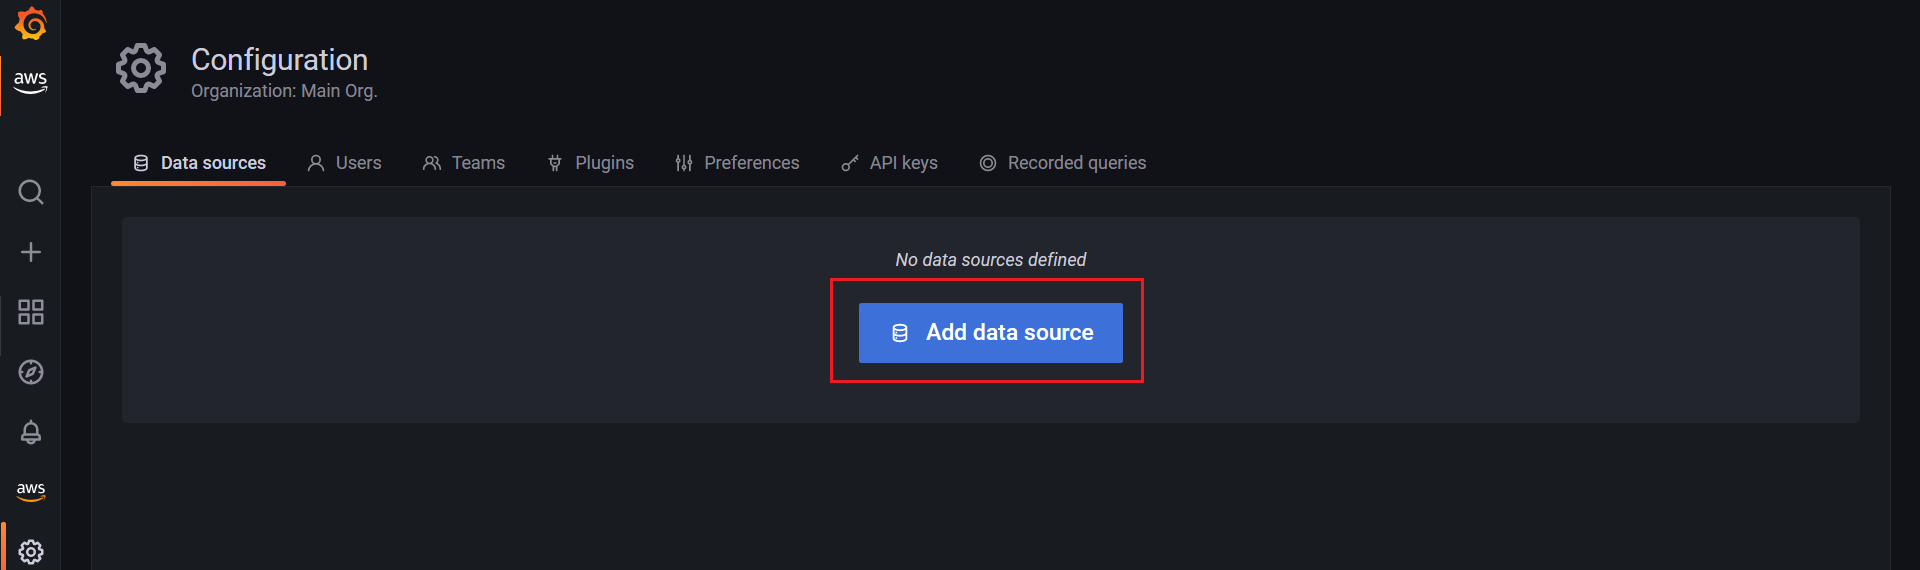 aws
Configuration
Organization: Main Org.
Data sources Users Teams Plugins Preferences API keys Recorded queries
No data sources defined
Add data source
aws